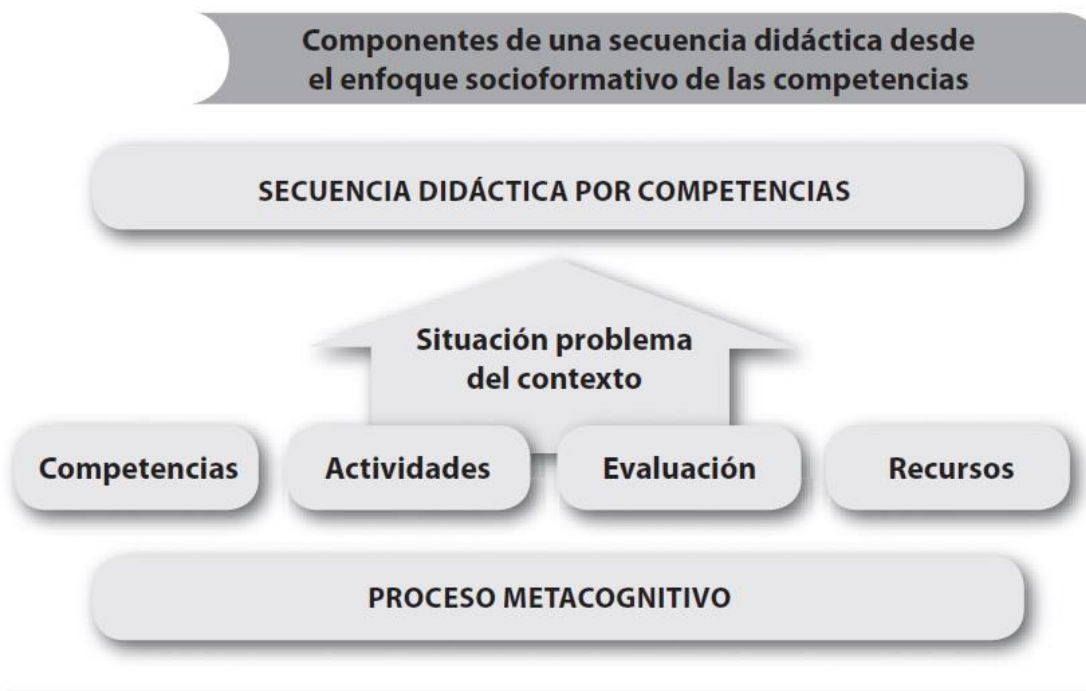 Componentes de una secuencia didáctica desde
el enfoque socioformativo de las competencias
SECUENCIA DIDÁCTICA POR COMPETENCIAS
Situación problema
del contexto
Competencias
Actividades
Evaluación
Recursos
PROCESO METACOGNITIVO